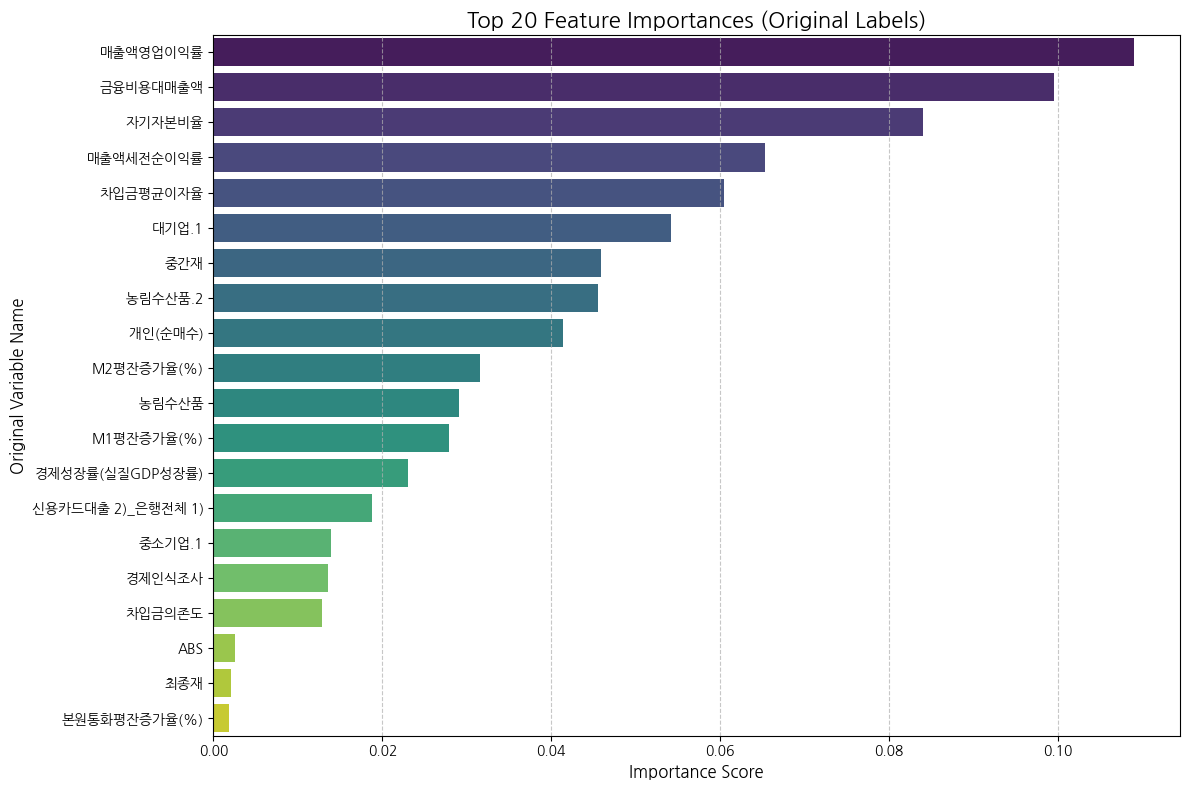 Top 20 Feature Importances (Original Labels)
매출액영업이익률
금융비용대매출액
자기자본비율
매출액세전순이익률
차입금평균이자율
대기업.1
중간재
농림수산품.2
개인(순매수)
M2평잔증가율(%)
농림수산품
M1평잔증가율(%)
경제성장률(실질GDP성장률)
신용카드대출 2)_은행전체 1)
중소기업.1
경제인식조사
차입금의존도
ABS
최종재
본원통화평잔증가율(%)
Original Variable Name
0.00 0.02 0.04 0.06 0.08 0.10
Importance Score